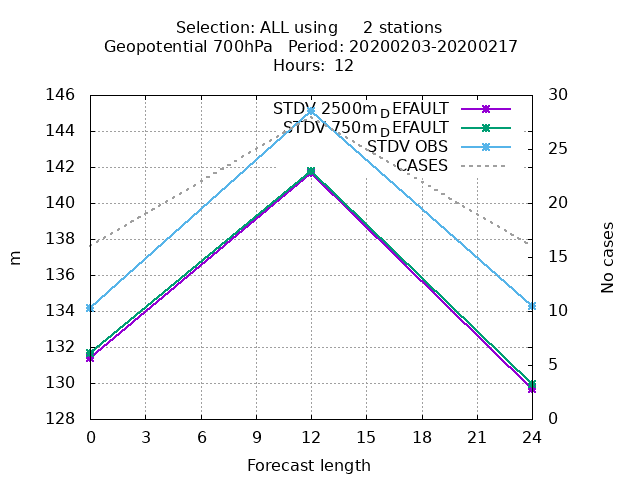 Selection: ALL using     2 stations
Geopotential 700hPa   Period: 20200203-20200217
Hours:  12
146
144
142
140
138
136
134
132
130
128
m
30
25
20
15
10
5
0
No cases
STDV 2500m_DEFAULT
STDV 750m_DEFAULT
STDV OBS
CASES
0 3 6 9 12 15 18 21 24
Forecast length